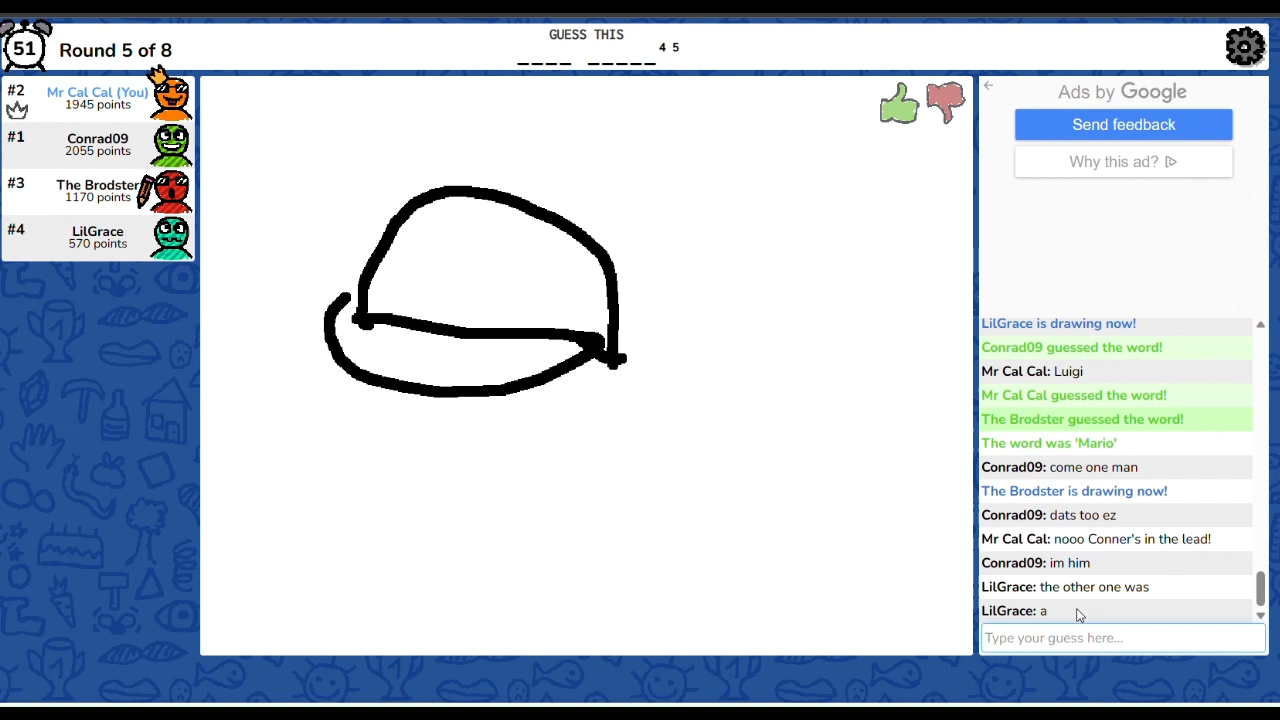 51
Round 5 of 8
GUESS THIS
____ _____ 4 5
#2
Mr Cal Cal (You)
1945 points
#1
Conrad09
2055 points
#3
The Brodster
1170 points
#4
LilGrace
570 points
Ads by Google
Send feedback
Why this ad?
LilGrace is drawing now!
Conrad09 guessed the word!
Mr Cal Cal: Luigi
Mr Cal Cal guessed the word!
The Brodster guessed the word!
The word was 'Mario'
Conrad09: come one man
The Brodster is drawing now!
Conrad09: dats too ez
Mr Cal Cal: nooo Conner's in the lead!
Conrad09: im him
LilGrace: the other one was
LilGrace: a
Type your guess here...